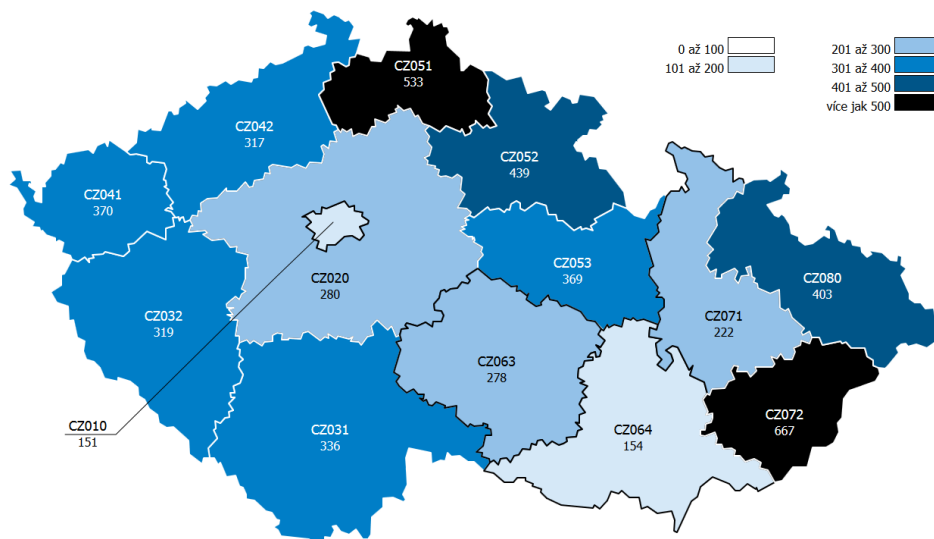 0 až 100
101 až 200
201 až 300
301 až 400
401 až 500
více jak 500
CZ051
533
CZ042
317
CZ052
439
CZ041
370
CZ020
280
CZ053
369
CZ080
403
CZ032
319
CZ071
222
CZ063
278
CZ010
151
CZ031
336
CZ064
154
CZ072
667